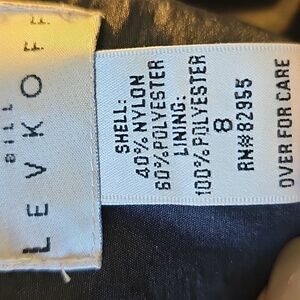 BILL
LEVKOFF
SHELL:
40% NYLON
60% POLYESTER
LINING:
100% POLYESTER
8
RN#82955
OVER FOR CARE